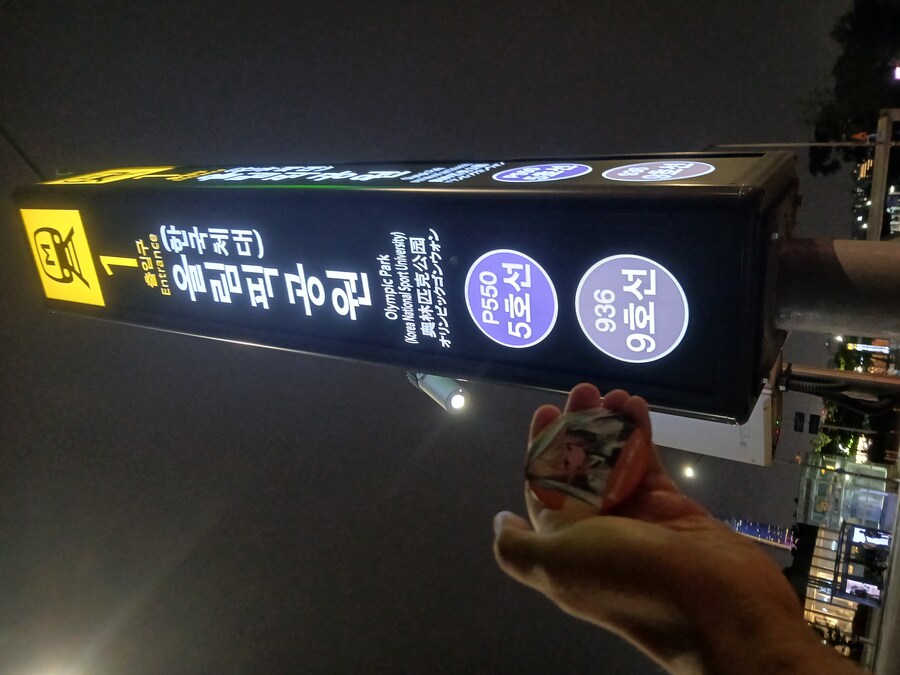 1
출입구
Entrance
(한국체대)
올림픽공원
Olympic Park
(Korea National Sport University)
奧林匹克公园
オリンピックゴンウォン
P550
5호선
936
9호선